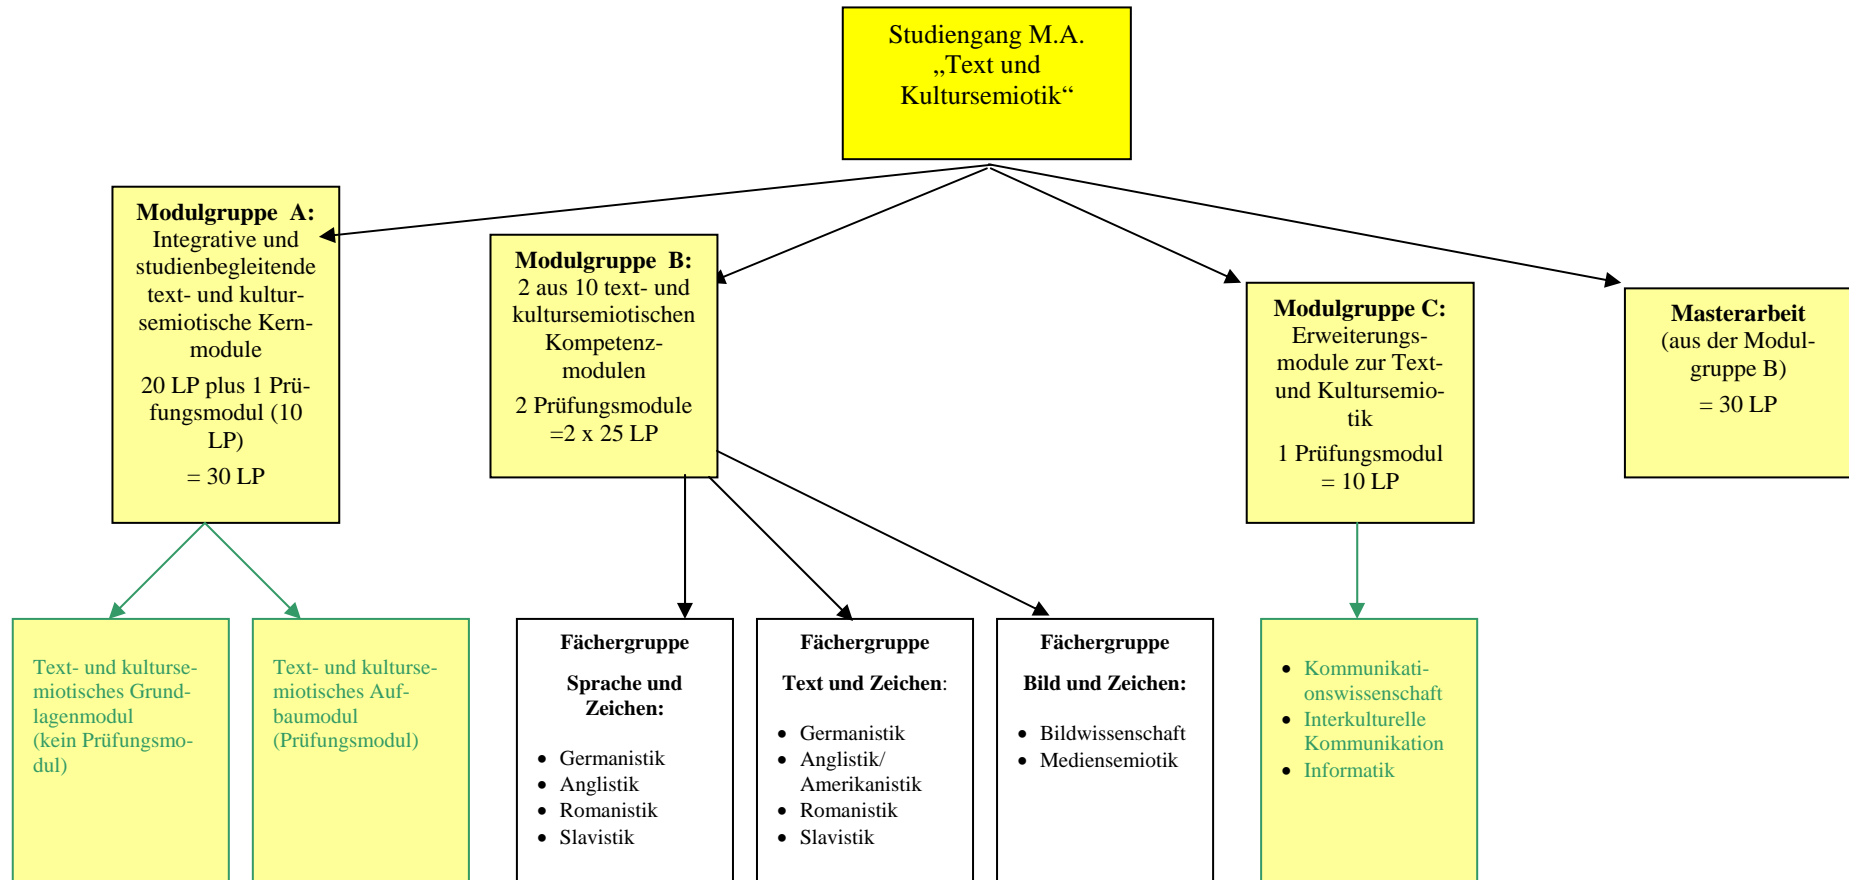 Studiengang M.A.
„Text und
Kultursemiotik“
Modulgruppe A:
Integrative und
studienbegleitende
text- und kultur-
semiotische Kern-
module
20 LP plus 1 Prü-
fungsmodul (10
LP)
= 30 LP
Modulgruppe B:
2 aus 10 text- und
kultursemiotischen
Kompetenz-
modulen
2 Prüfungsmodule
=2 x 25 LP
Modulgruppe C:
Erweiterungs-
module zur Text-
und Kultursemio-
tik
1 Prüfungsmodul
= 10 LP
Masterarbeit
(aus der Modul-
gruppe B)
= 30 LP
Text- und kulturse-
miotisches Grund-
lagenmodul
(kein Prüfungsmo-
dul)
Text- und kulturse-
miotisches Auf-
baumodul
(Prüfungsmodul)
Fächergruppe
Sprache und
Zeichen:
• Germanistik
• Anglistik
• Romanistik
• Slavistik
Fächergruppe
Text und Zeichen:
• Germanistik
• Anglistik/
Amerikanistik
• Romanistik
• Slavistik
Fächergruppe
Bild und Zeichen:
• Bildwissenschaft
• Mediensemiotik
• Kommunikati-
onswissenschaft
• Interkulturelle
Kommunikation
• Informatik